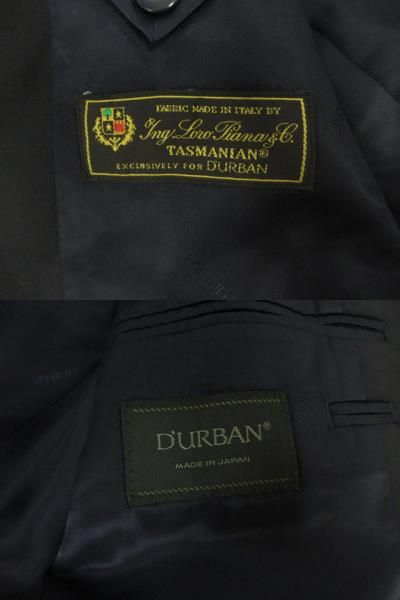 FABRIC MADE IN ITALY BY
Ing. Loro Piana & C.
TASMANIAN®
EXCLUSIVELY FOR D'URBAN
D'URBAN®
MADE IN JAPAN